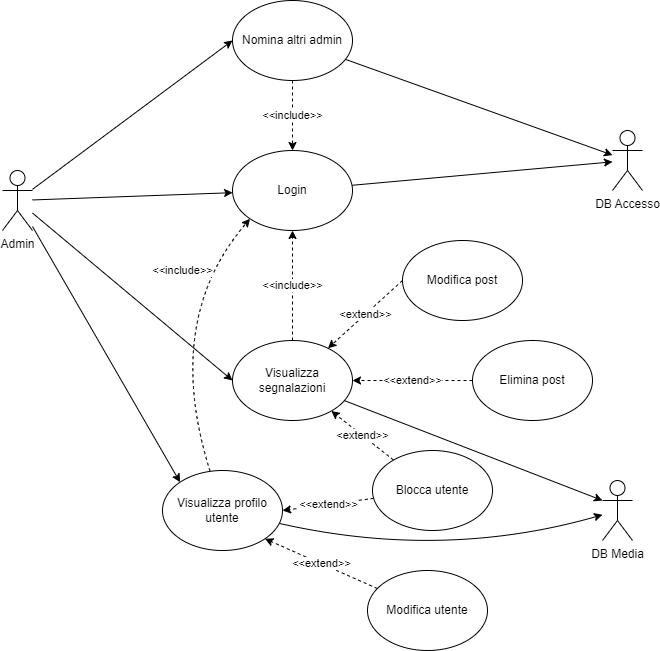 Nomina altri admin
<<include>>
Login
DB Accesso
Admin
<<include>>
<<include>>
Modifica post
<extend>>
Visualizza
segnalazioni
<<extend>>
Elimina post
<extend>>
Blocca utente
Visualizza profilo
utente
<<extend>>
DB Media
<<extend>>
Modifica utente